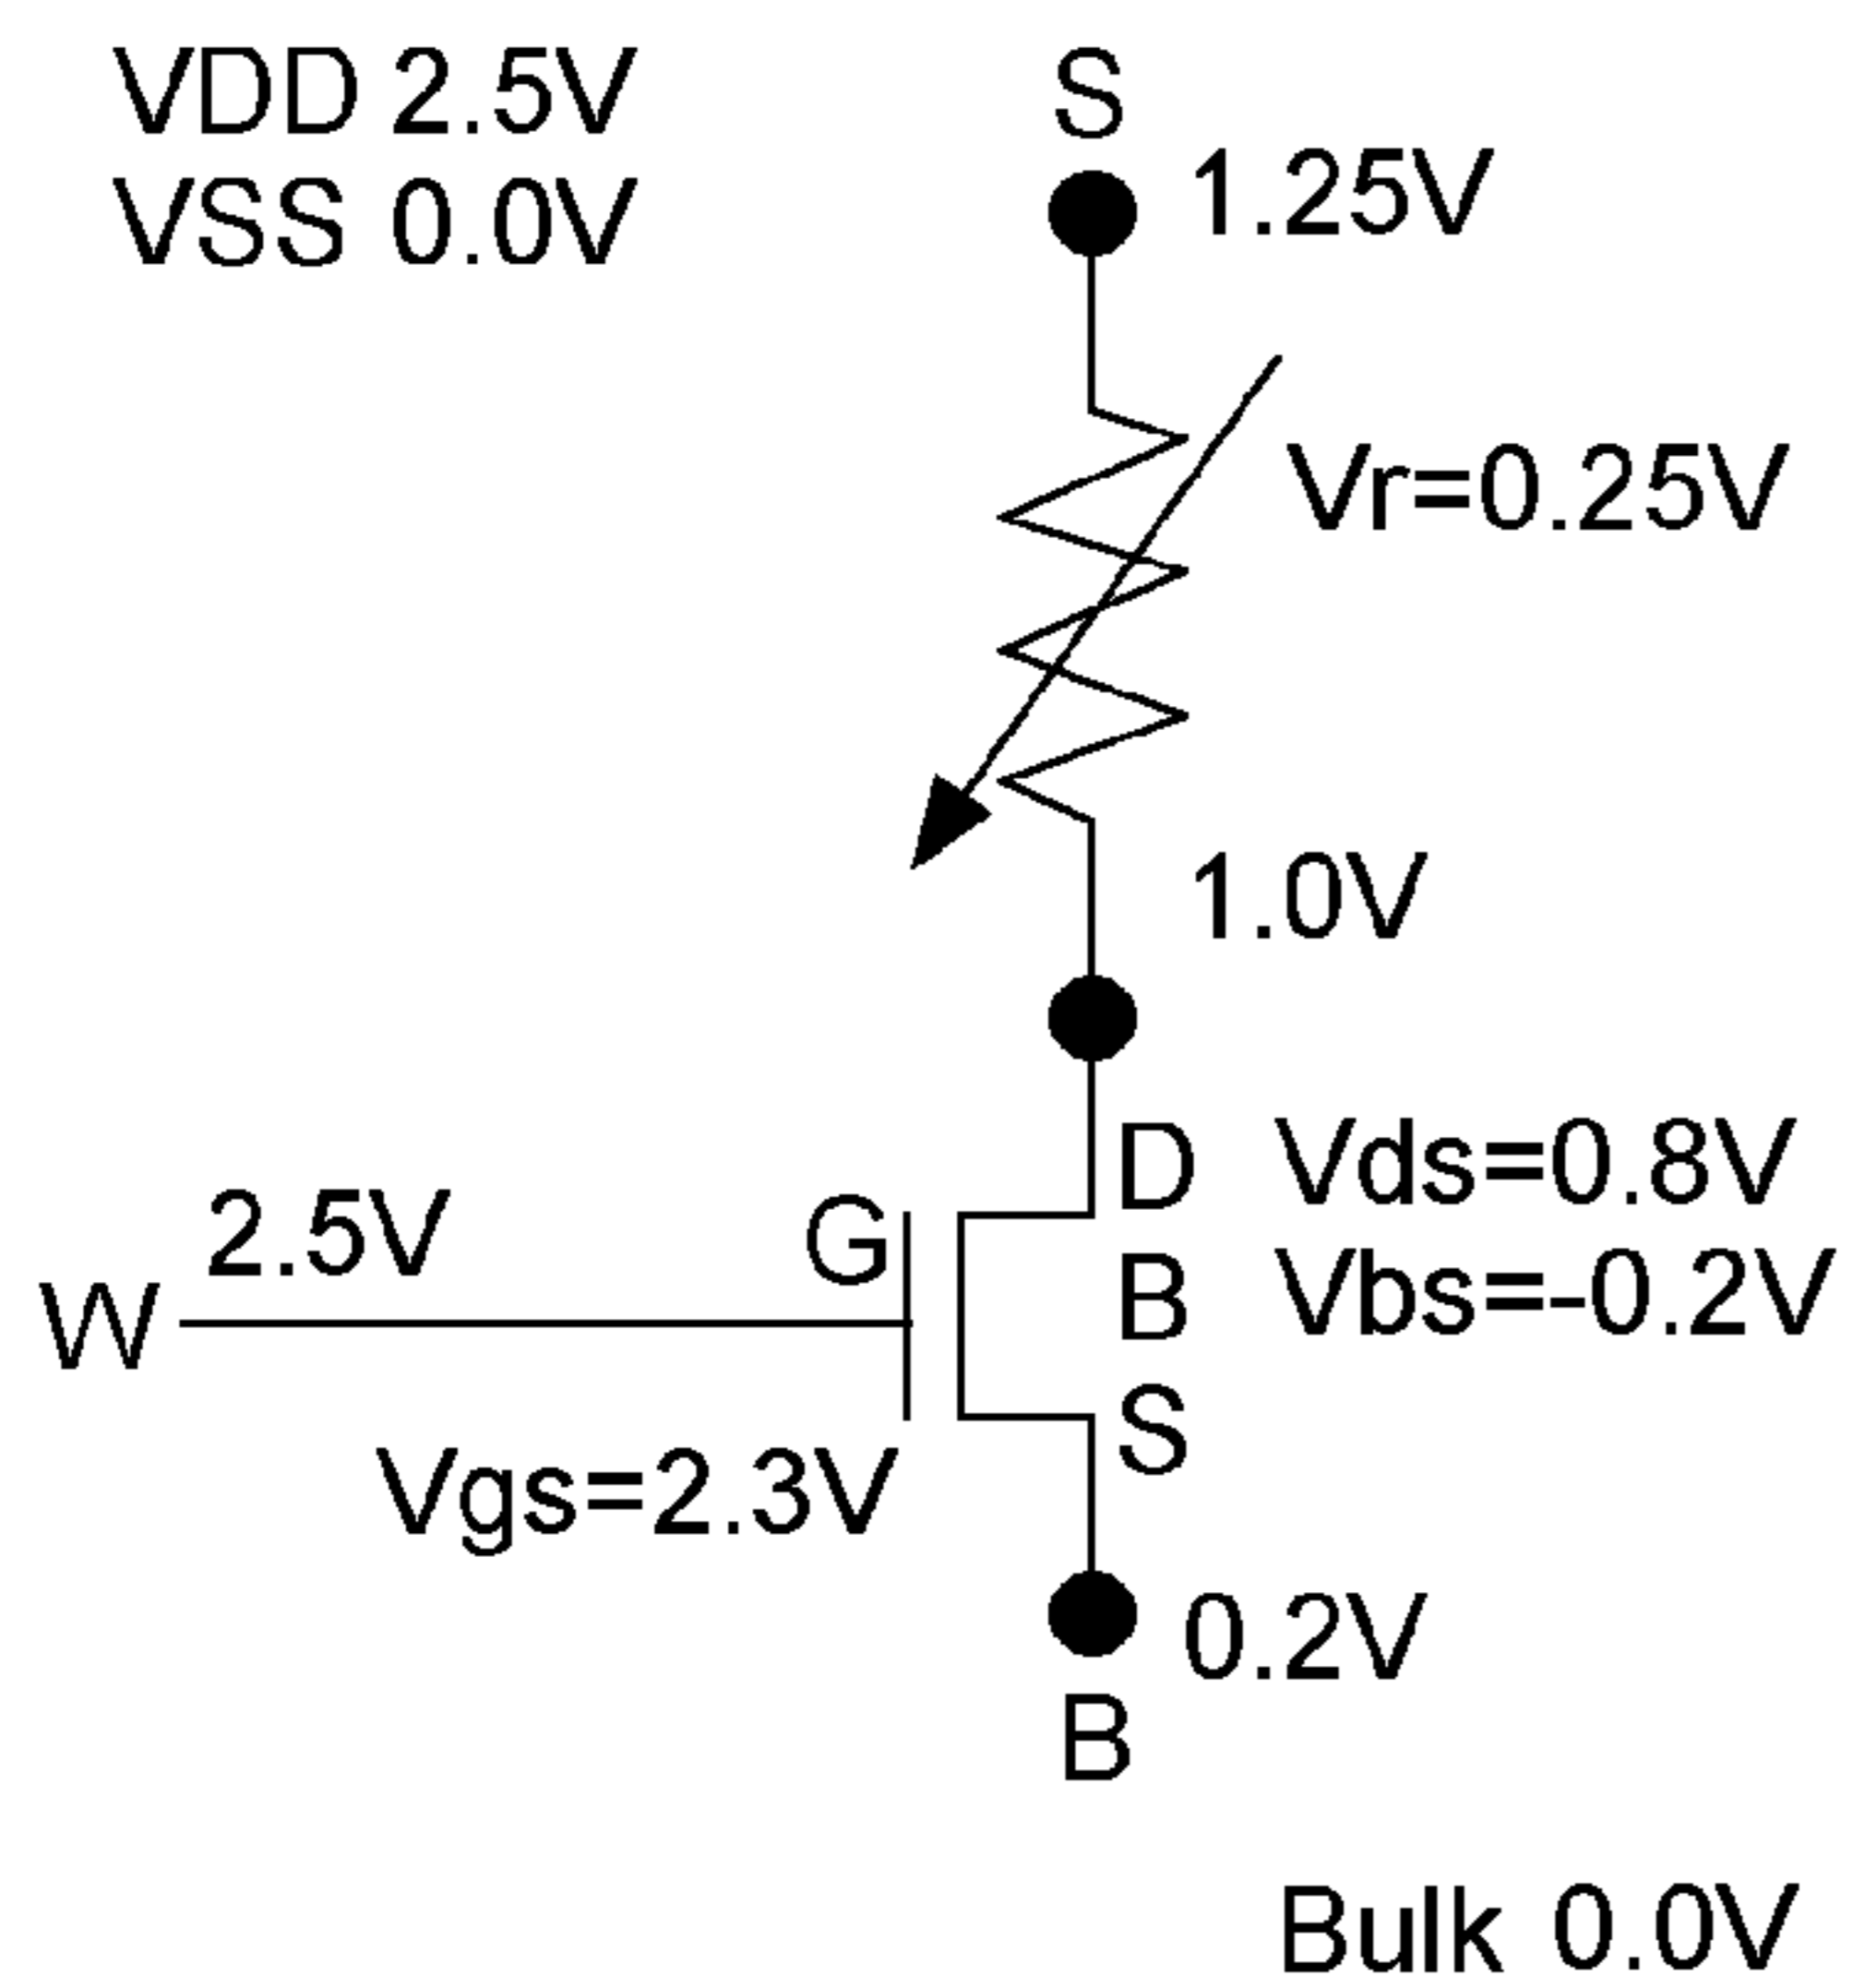 VDD 2.5V
VSS 0.0V
S
1.25V
Vr=0.25V
1.0V
D Vds=0.8V
2.5V
G
B Vbs=-0.2V
W
S
Vgs=2.3V
0.2V
B
Bulk 0.0V